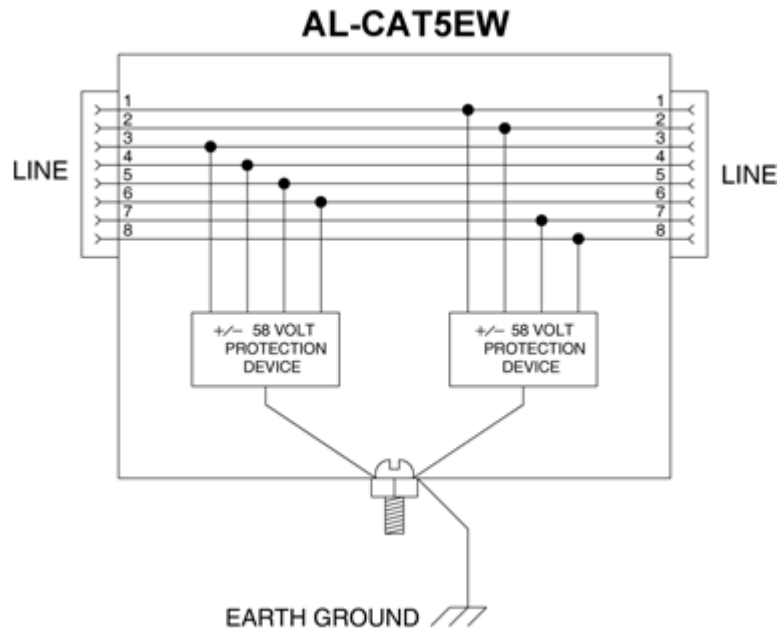 AL-CAT5EW
1 1
2 2
3 3
LINE 4 4 LINE
5 5
6 6
7 7
8 8
+/− 58 VOLT
PROTECTION
DEVICE
+/− 58 VOLT
PROTECTION
DEVICE
EARTH GROUND